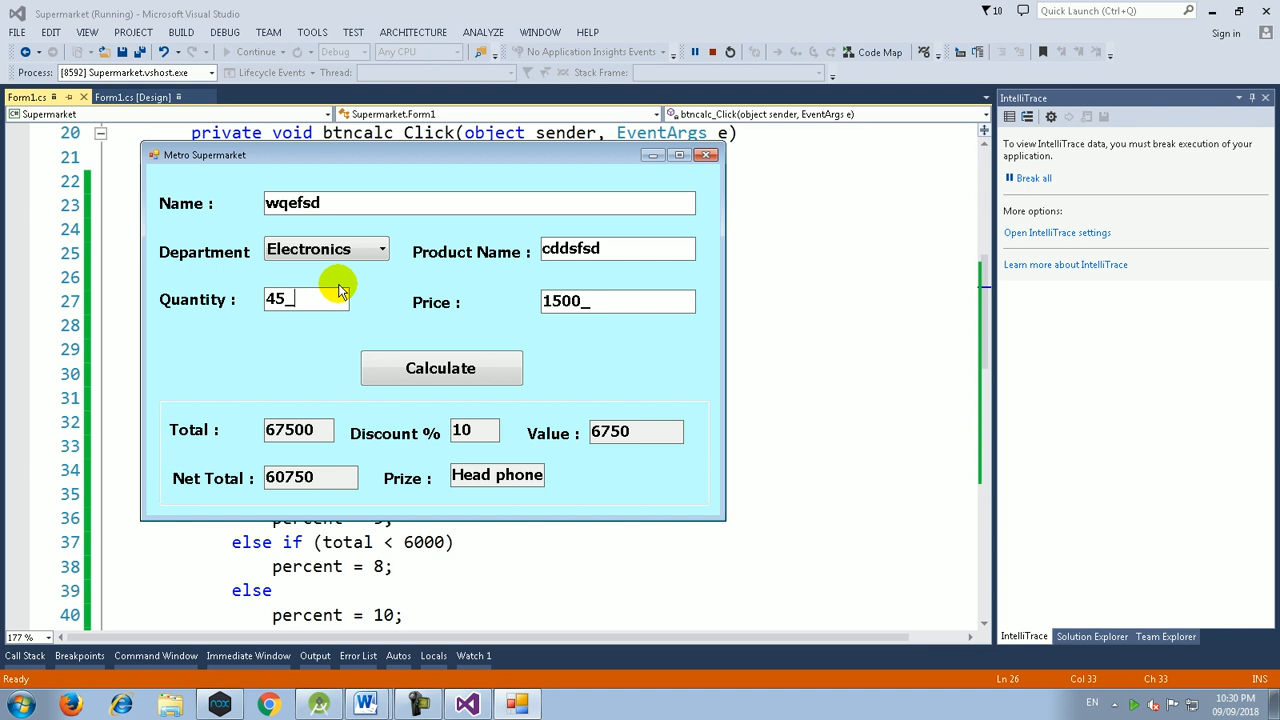 Supermarket (Running) - Microsoft Visual Studio
10
Quick Launch (Ctrl+Q)
FILE EDIT VIEW PROJECT BUILD DEBUG TEAM TOOLS TEST ARCHITECTURE ANALYZE WINDOW HELP
Sign in
Continue Debug Any CPU No Application Insights Events Code Map
Process: [8592] Supermarket.vshost.exe Lifecycle Events Thread: Stack Frame:
Form1.cs Form1.cs [Design]
Supermarket Supermarket.Form1 btncalc_Click(object sender, EventArgs e)
20 private void btncalc_Click(object sender, EventArgs e)
21
22
23
24
25
26
27
28
29
30
31
32
33
34
35
36 percent = 5;
37 else if (total < 6000)
38 percent = 8;
39 else
40 percent = 10;
Metro Supermarket
Name : wqefsd
Department Electronics Product Name : cddsfsd
Quantity : 45_ Price : 1500_
Calculate
Total : 67500 Discount % 10 Value : 6750
Net Total : 60750 Prize : Head phone
IntelliTrace
To view IntelliTrace data, you must break execution of your
application.
Break all
More options:
Open IntelliTrace settings
Learn more about IntelliTrace
177 %
IntelliTrace Solution Explorer Team Explorer
Call Stack Breakpoints Command Window Immediate Window Output Error List Autos Locals Watch 1
Ready Ln 26 Col 33 Ch 33 INS
nox
EN
10:30 PM
09/09/2018